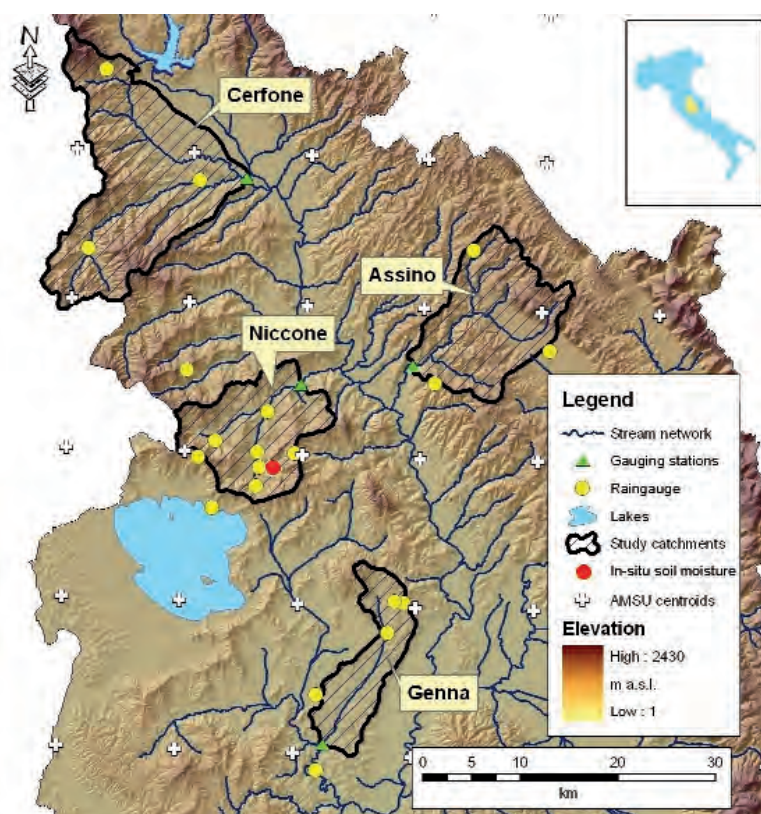 N
Cerfone
Assino
Niccone
Genna
Legend
Stream network
Gauging stations
Raingauge
Lakes
Study catchments
In-situ soil moisture
AMSU centroids
Elevation
High : 2430
m a.s.l.
Low : 1
0 5 10 20 30
km